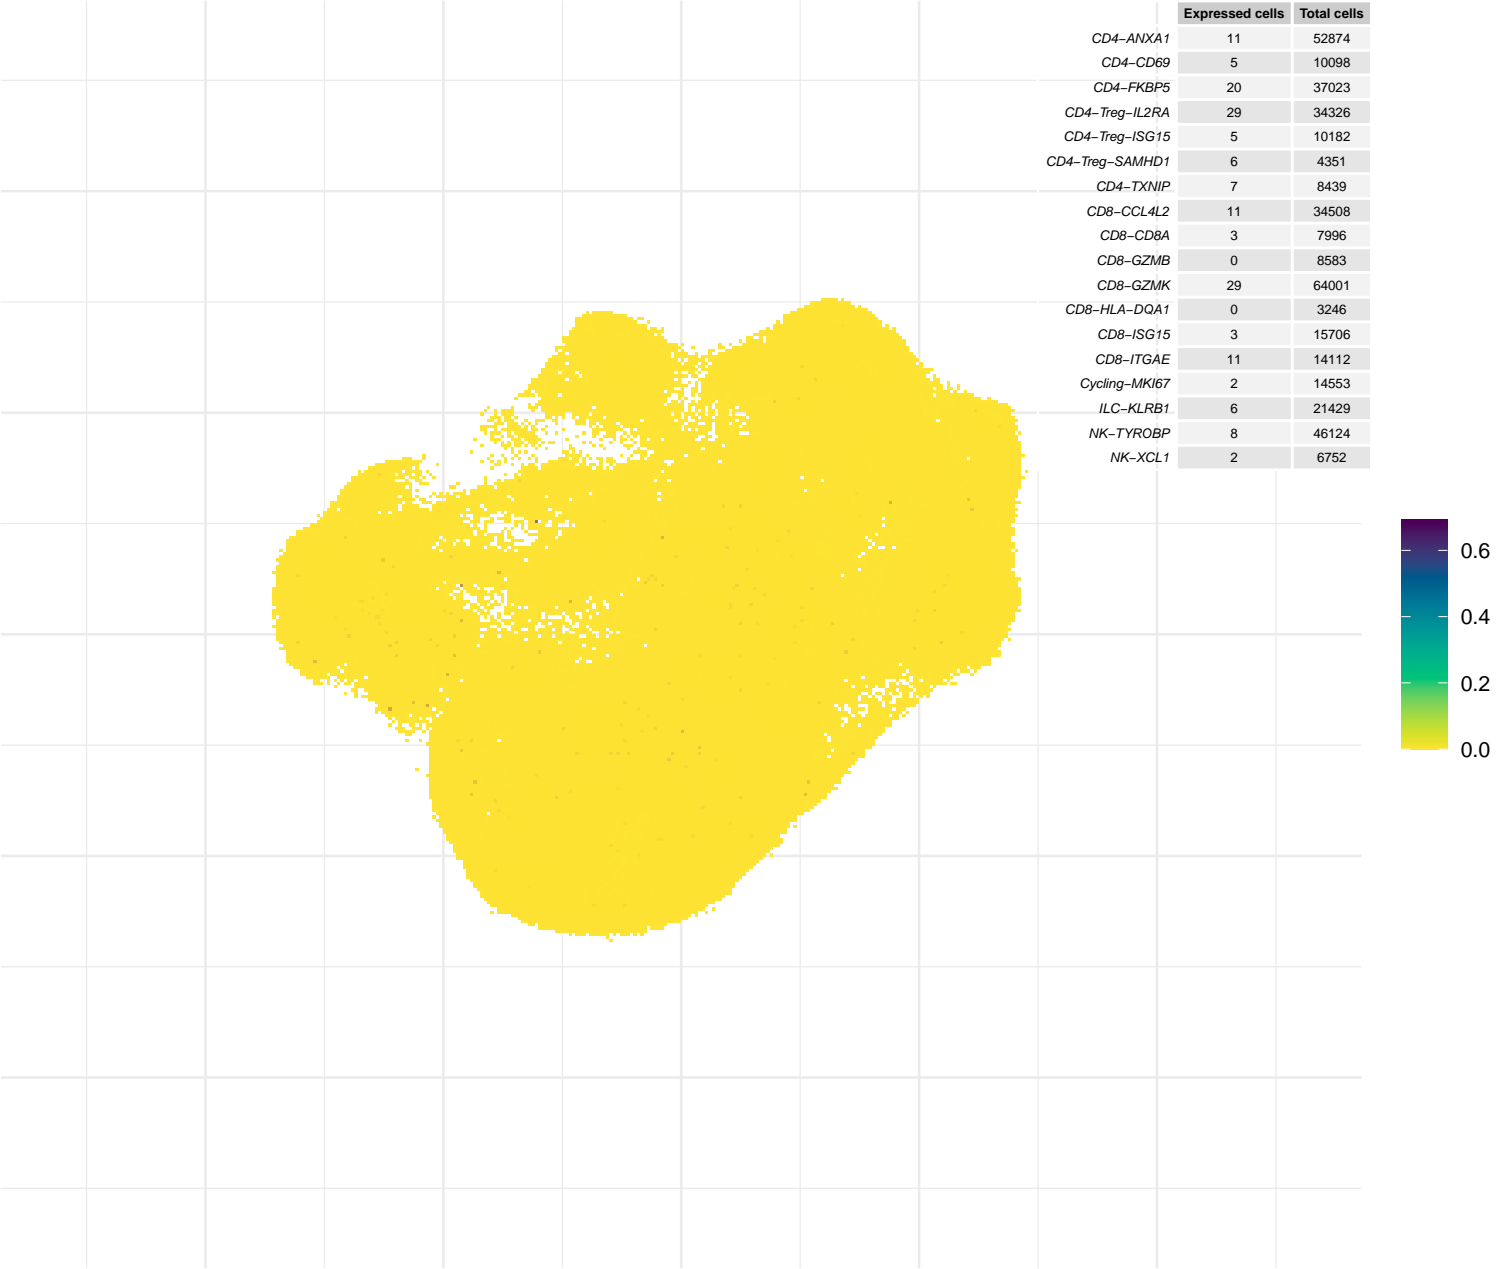 Expressed cells Total cells
CD4−ANXA1 11 52874
CD4−CD69 5 10098
CD4−FKBP5 20 37023
CD4−Treg−IL2RA 29 34326
CD4−Treg−ISG15 5 10182
CD4−Treg−SAMHD1 6 4351
CD4−TXNIP 7 8439
CD8−CCL4L2 11 34508
CD8−CD8A 3 7996
CD8−GZMB 0 8583
CD8−GZMK 29 64001
CD8−HLA−DQA1 0 3246
CD8−ISG15 3 15706
CD8−ITGAE 11 14112
Cycling−MKI67 2 14553
ILC−KLRB1 6 21429
NK−TYROBP 8 46124
NK−XCL1 2 6752
0.6
0.4
0.2
0.0